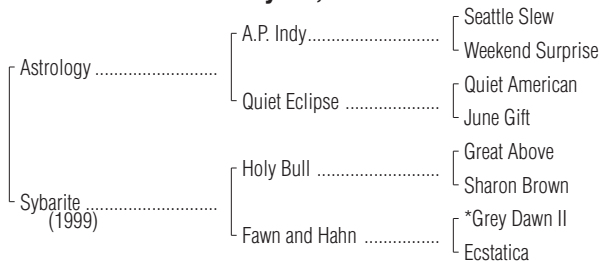 Seattle Slew
A.P. Indy..............................
Weekend Surprise
Astrology ............................
Quiet American
Quiet Eclipse ......................
June Gift
Great Above
Holy Bull .............................
Sharon Brown
Sybarite ..............................
(1999)
*Grey Dawn II
Fawn and Hahn .................
Ecstatica